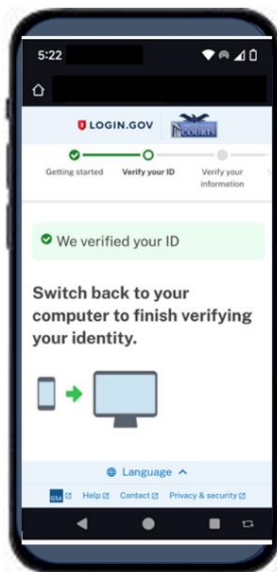 5:22
LOGIN.GOV COURTS
Getting started Verify your ID Verify your
information
We verified your ID
Switch back to your
computer to finish verifying
your identity.
Language
GSA Help Contact Privacy & security